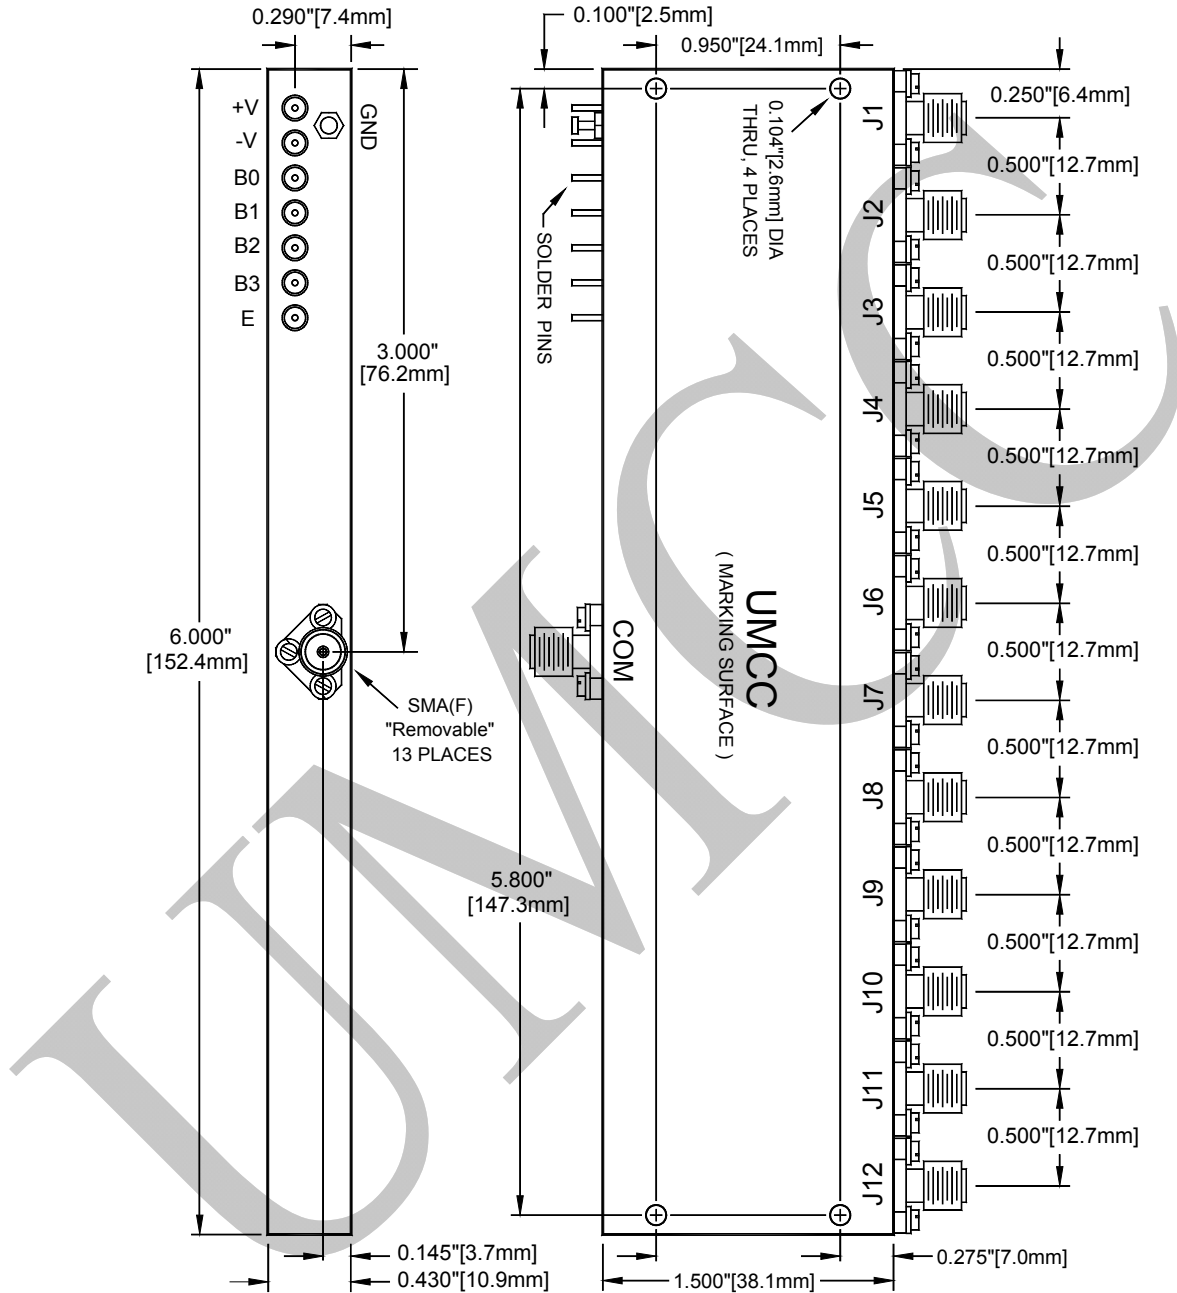 0.290"[7.4mm]
0.100"[2.5mm]
0.950"[24.1mm]
0.250"[6.4mm]
+V
-V
B0
B1
B2
B3
E
GND
3.000"
[76.2mm]
6.000"
[152.4mm]
SMA(F)
"Removable"
13 PLACES
SOLDER PINS
0.104"[2.6mm] DIA
THRU, 4 PLACES
COM
UMCC
( MARKING SURFACE )
5.800"
[147.3mm]
J1
J2
J3
J4
J5
J6
J7
J8
J9
J10
J11
J12
0.500"[12.7mm]
0.500"[12.7mm]
0.500"[12.7mm]
0.500"[12.7mm]
0.500"[12.7mm]
0.500"[12.7mm]
0.500"[12.7mm]
0.500"[12.7mm]
0.500"[12.7mm]
0.500"[12.7mm]
0.500"[12.7mm]
0.145"[3.7mm]
0.430"[10.9mm]
1.500"[38.1mm]
0.275"[7.0mm]
UMCC